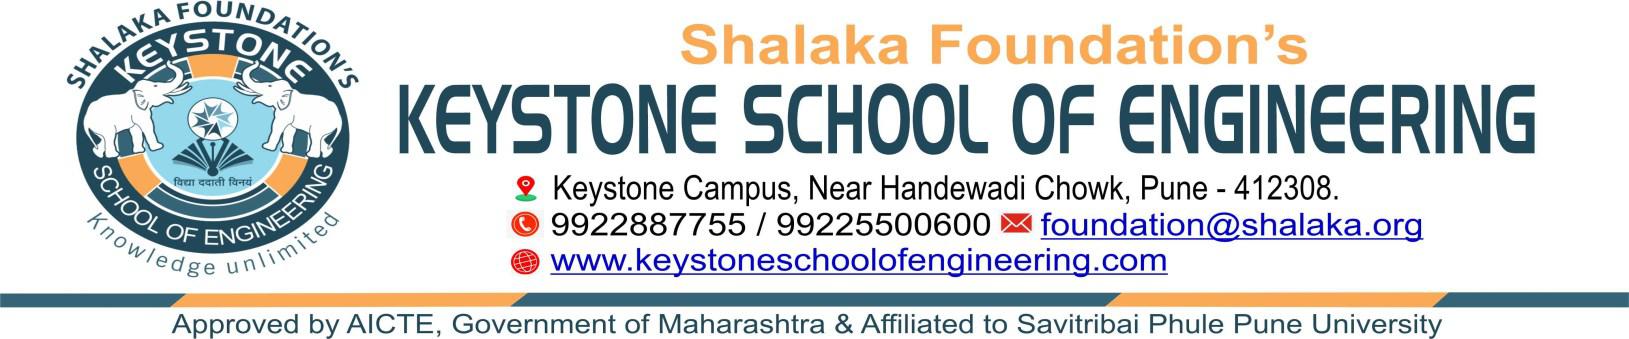 SHALAKA FOUNDATION'S
KEYSTONE
विद्या ददाती विनयं
SCHOOL OF ENGINEERING
Knowledge unlimited
Shalaka Foundation's
KEYSTONE SCHOOL OF ENGINEERING
Keystone Campus, Near Handewadi Chowk, Pune - 412308.
9922887755 / 99225500600 foundation@shalaka.org
www.keystoneschoolofengineering.com
Approved by AICTE, Government of Maharashtra & Affiliated to Savitribai Phule Pune University